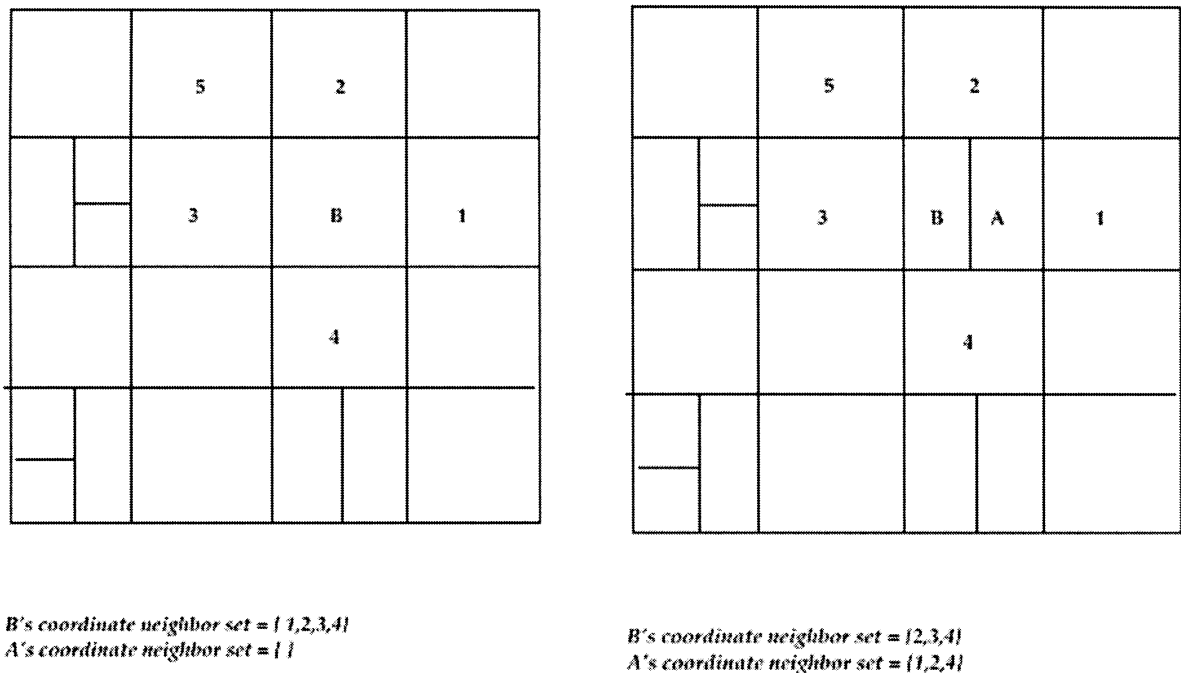 5 2
3 B 1
4
B's coordinate neighbor set = { 1,2,3,4}
A's coordinate neighbor set = { }
5 2
3 B A 1
4
B's coordinate neighbor set = {2,3,4}
A's coordinate neighbor set = {1,2,4}